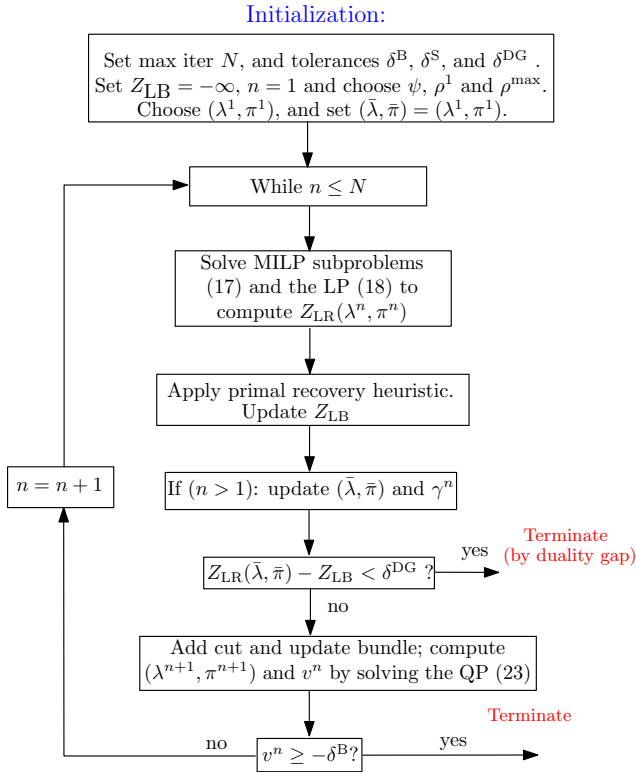 Initialization:
Set max iter N, and tolerances δ^B, δ^S, and δ^DG .
Set Z_LB = −∞, n = 1 and choose ψ, ρ^1 and ρ^max.
Choose (λ^1, π^1), and set (λ̄, π̄) = (λ^1, π^1).
While n ≤ N
Solve MILP subproblems
(17) and the LP (18) to
compute Z_LR(λ^n, π^n)
Apply primal recovery heuristic.
Update Z_LB
n = n + 1
If (n > 1): update (λ̄, π̄) and γ^n
Terminate
(by duality gap)
yes
Z_LR(λ̄, π̄) − Z_LB < δ^DG ?
no
Add cut and update bundle; compute
(λ^{n+1}, π^{n+1}) and v^n by solving the QP (23)
Terminate
no
v^n ≥ −δ^B?
yes